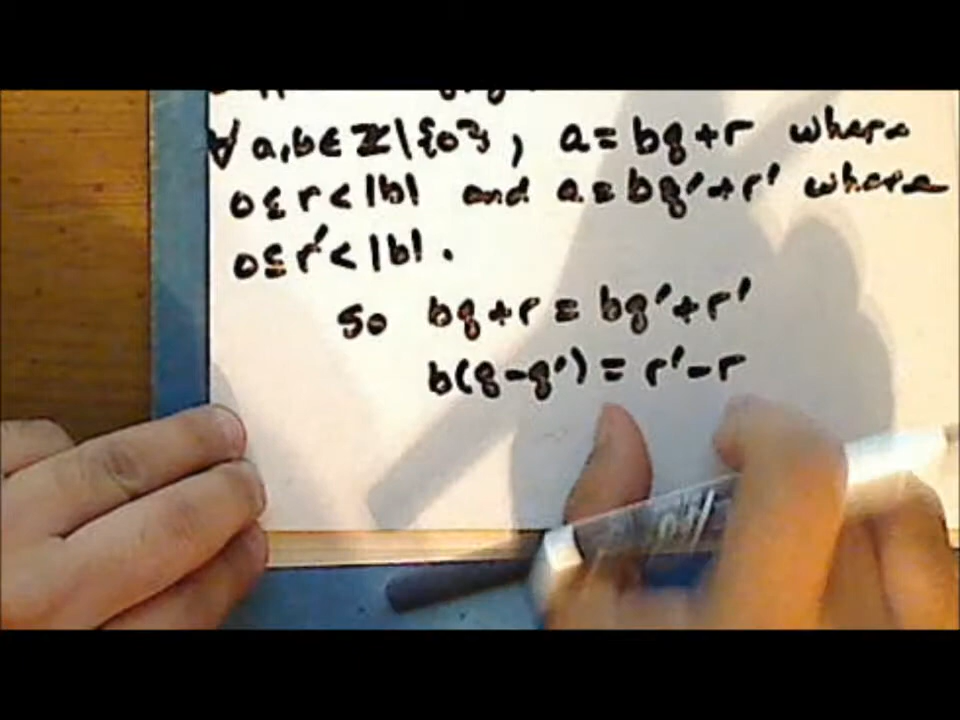 ∀ a,b∈ℤ\{0}, a=bq+r where
0≤r<|b| and a=bq'+r' where
0≤r'<|b|.
so bq+r=bq'+r'
b(q-q')=r'-r